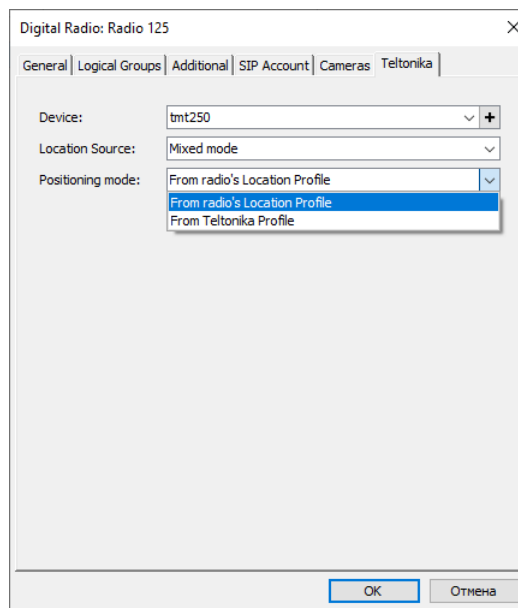 Digital Radio: Radio 125
General Logical Groups Additional SIP Account Cameras Teltonika
Device: tmt250
Location Source: Mixed mode
Positioning mode: From radio's Location Profile
From radio's Location Profile
From Teltonika Profile
OK Отмена